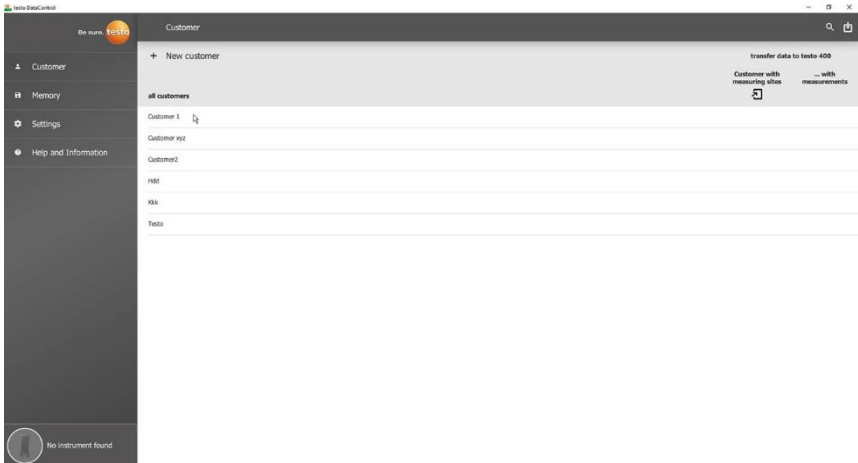 testo DataControl
Be sure. testo
Customer
Customer
Memory
Settings
Help and Information
No instrument found
+ New customer
transfer data to testo 400
Customer with
measuring sites
... with
measurements
all customers
Customer 1
Customer xyz
Customer2
Hdd
Kkk
Testo